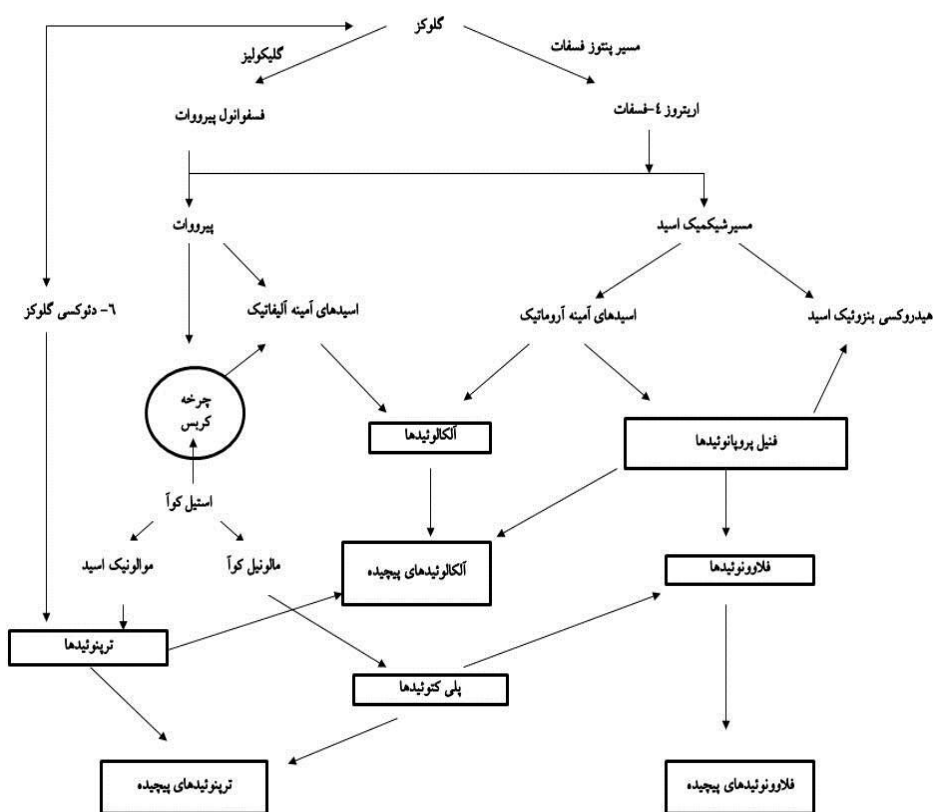 گلوکز
گلیکولیز
مسیر پنتوز فسفات
فسفوانول پیرووات
اریتروز ٤-فسفات
پیرووات
مسیرشیکمیک اسید
٦- دئوکسی گلوکز
اسیدهای آمینه آلیفاتیک
اسیدهای آمینه آروماتیک
هیدروکسی بنزوئیک اسید
چرخه
کربس
آلکالوئیدها
فنیل پروپانوئیدها
استیل کوآ
موالونیک اسید
مالونیل کوآ
آلکالوئیدهای پیچیده
فلاوونوئیدها
ترپنوئیدها
پلی کتوئیدها
ترپنوئیدهای پیچیده
فلاوونوئیدهای پیچیده